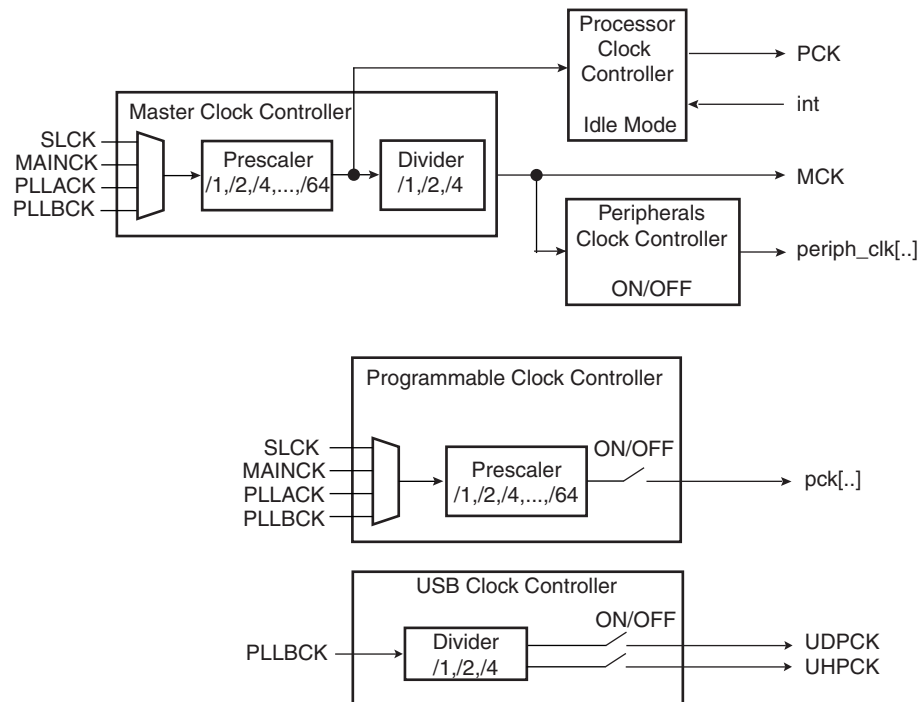 Processor
Clock
Controller
Idle Mode
PCK
int
Master Clock Controller
SLCK
MAINCK
PLLACK
PLLBCK
Prescaler
/1,/2,/4,...,/64
Divider
/1,/2,/4
MCK
Peripherals
Clock Controller
ON/OFF
periph_clk[..]
Programmable Clock Controller
SLCK
MAINCK
PLLACK
PLLBCK
Prescaler
/1,/2,/4,...,/64
ON/OFF
pck[..]
USB Clock Controller
PLLBCK
Divider
/1,/2,/4
ON/OFF
UDPCK
UHPCK